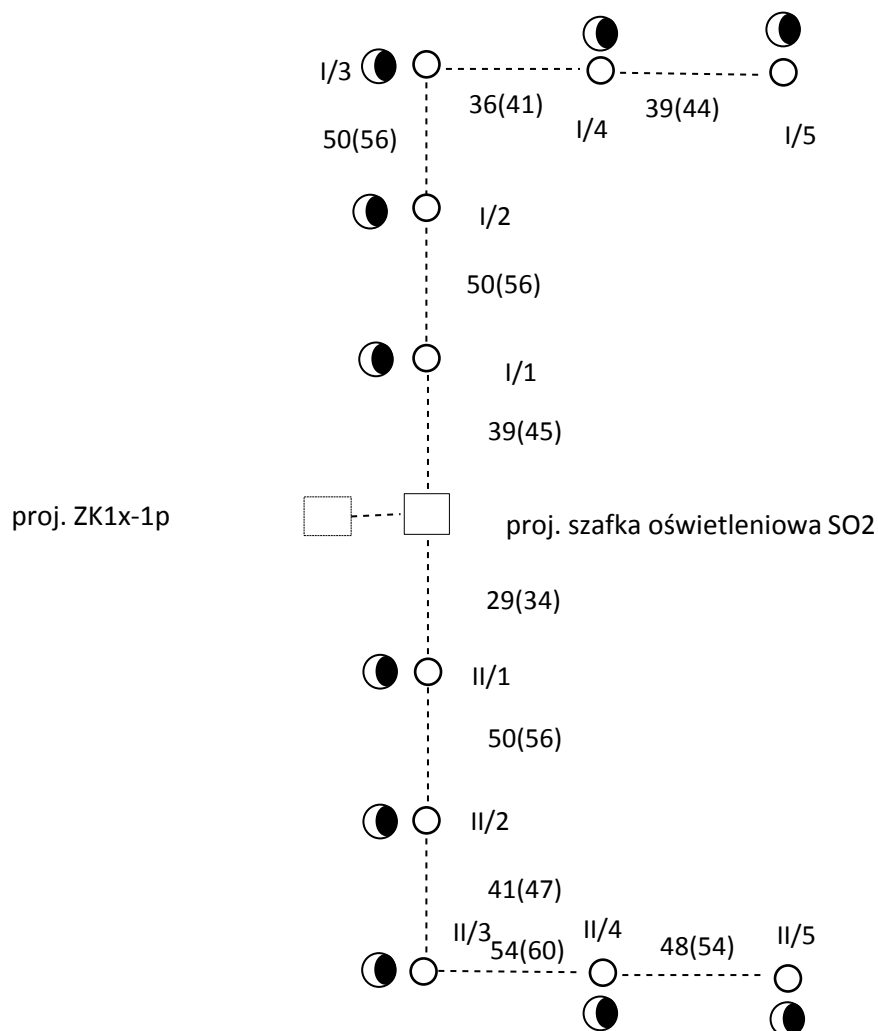 I/3
36(41)
39(44)
I/4
I/5
50(56)
I/2
50(56)
I/1
39(45)
proj. ZK1x-1p
proj. szafka oświetleniowa SO2
29(34)
II/1
50(56)
II/2
41(47)
II/3
54(60)
II/4
48(54)
II/5